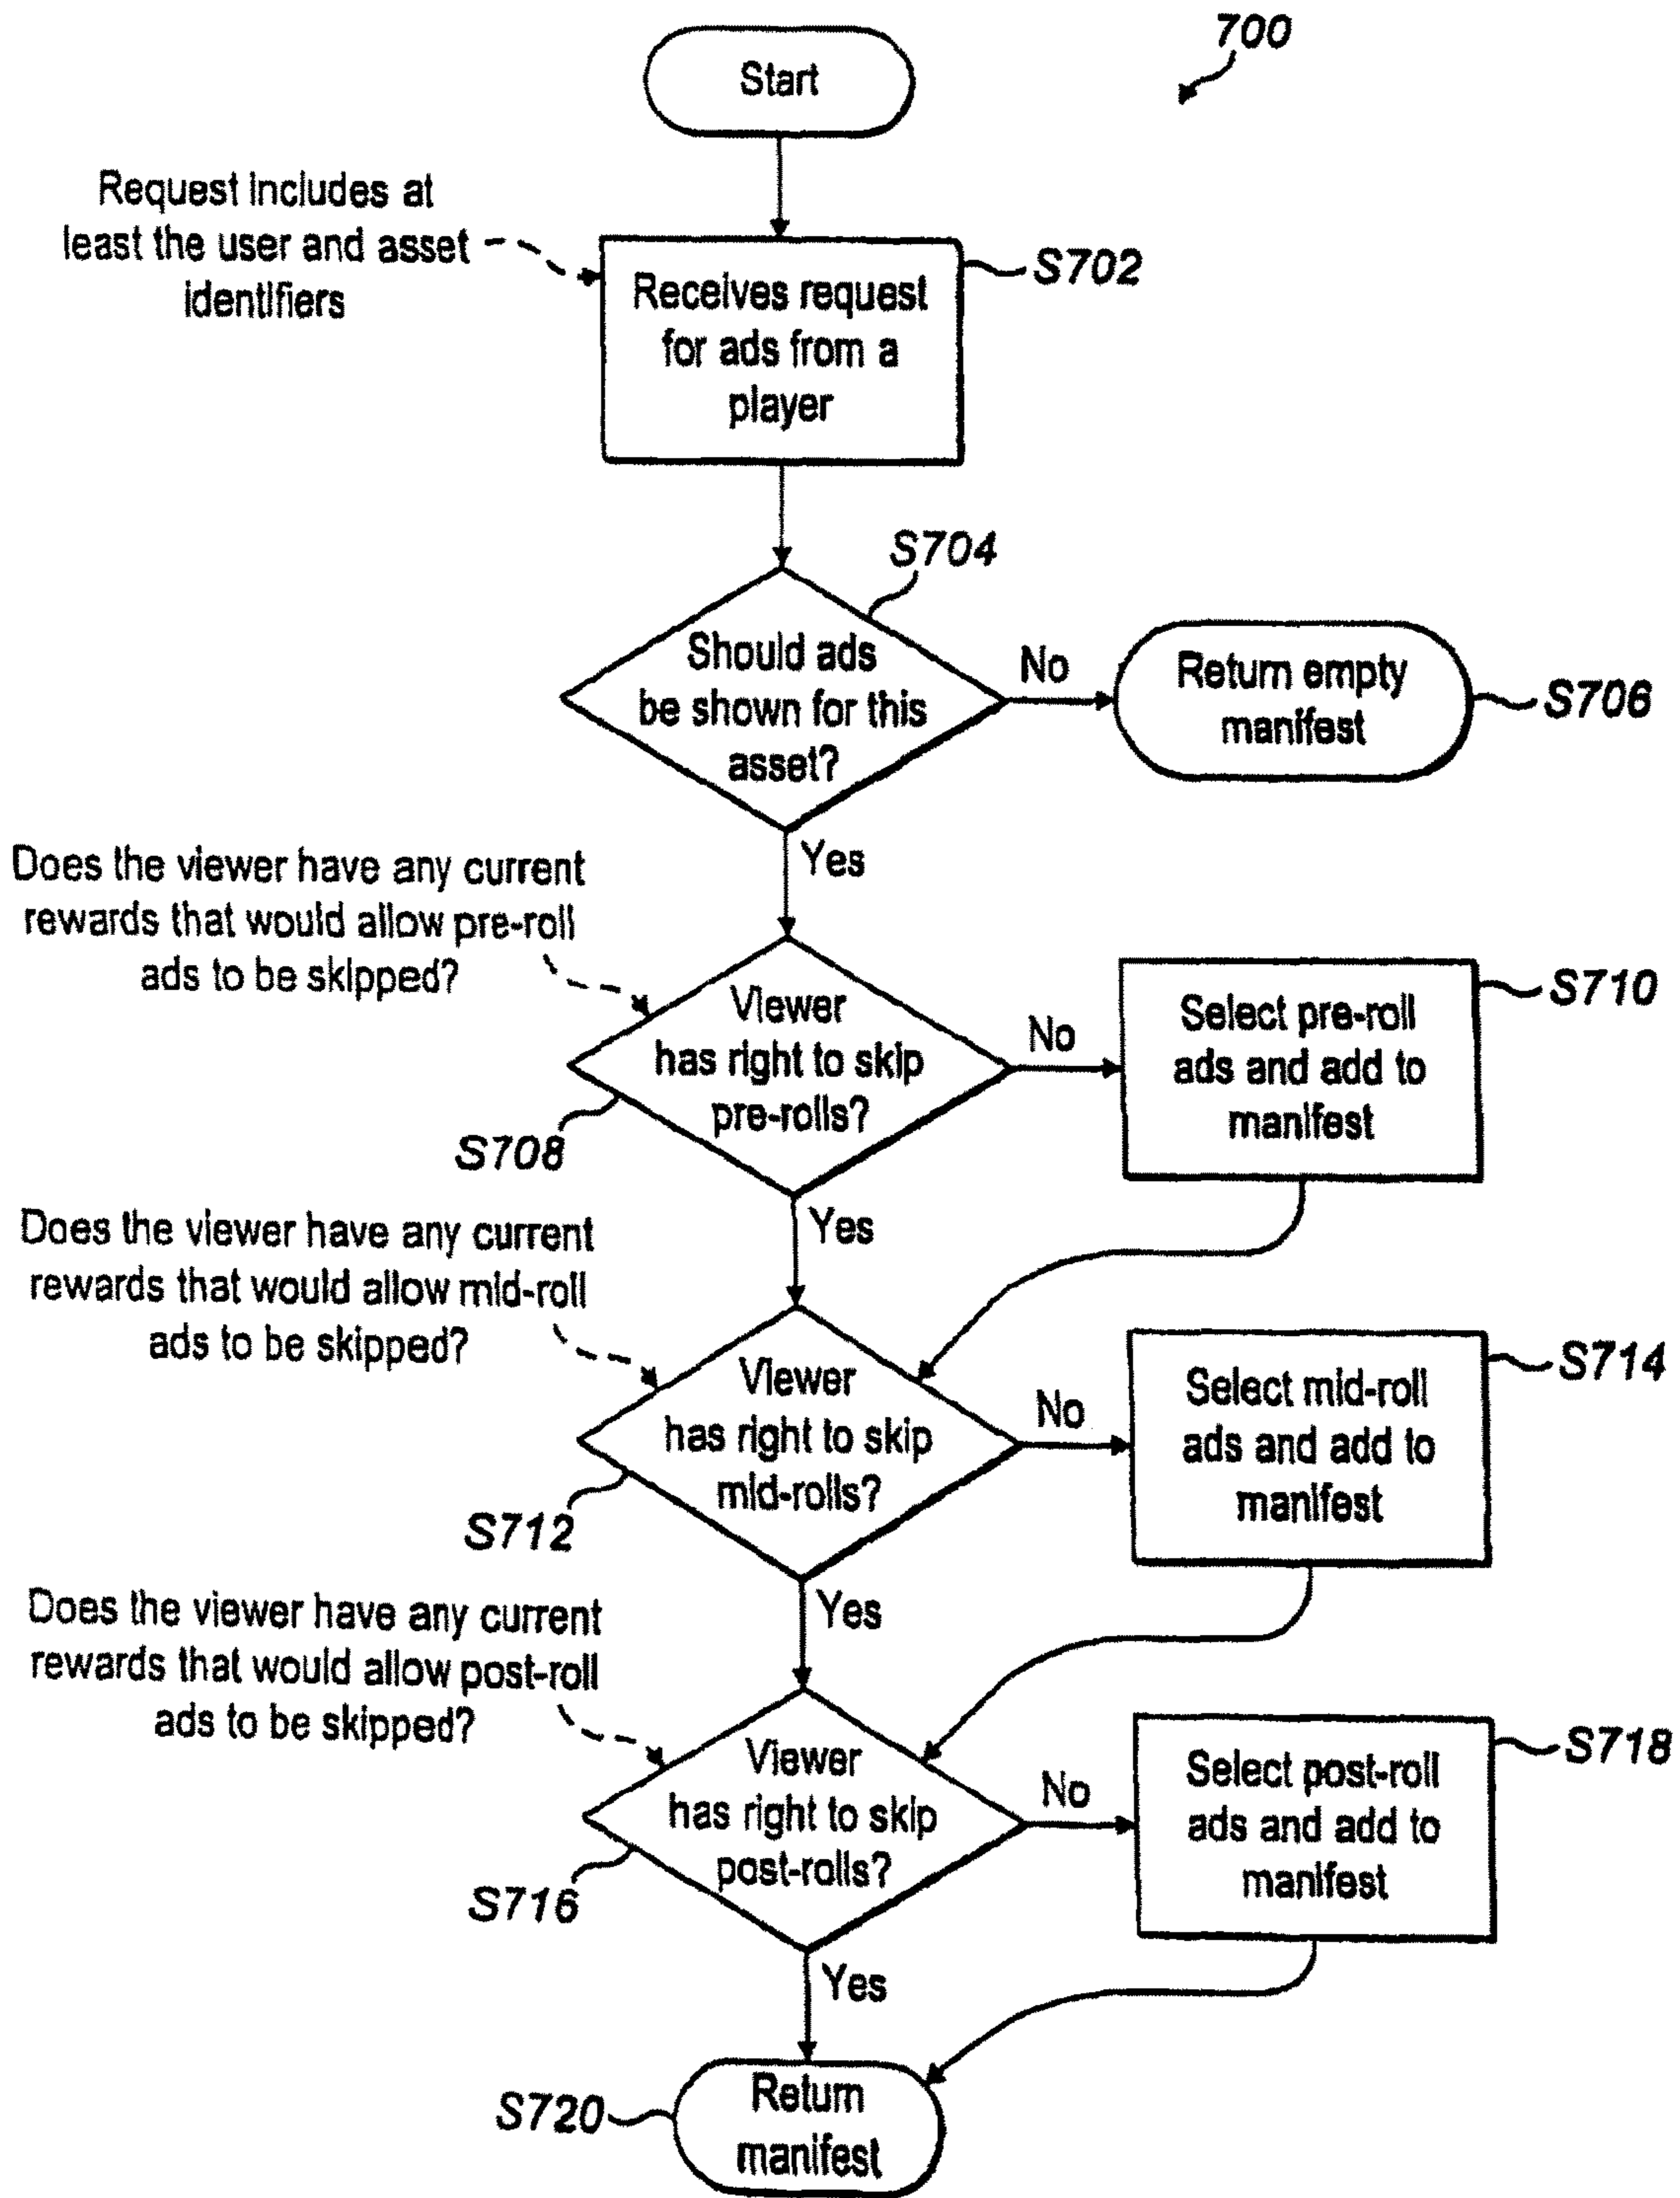 700
Start
Request includes at
least the user and asset
identifiers
S702
Receives request
for ads from a
player
S704
Should ads
be shown for this
asset?
No
Return empty
manifest
S706
Yes
Does the viewer have any current
rewards that would allow pre-roll
ads to be skipped?
Viewer
has right to skip
pre-rolls?
S708
No
Select pre-roll
ads and add to
manifest
S710
Yes
Does the viewer have any current
rewards that would allow mid-roll
ads to be skipped?
Viewer
has right to skip
mid-rolls?
S712
No
Select mid-roll
ads and add to
manifest
S714
Yes
Does the viewer have any current
rewards that would allow post-roll
ads to be skipped?
Viewer
has right to skip
post-rolls?
S716
No
Select post-roll
ads and add to
manifest
S718
Yes
S720
Return
manifest